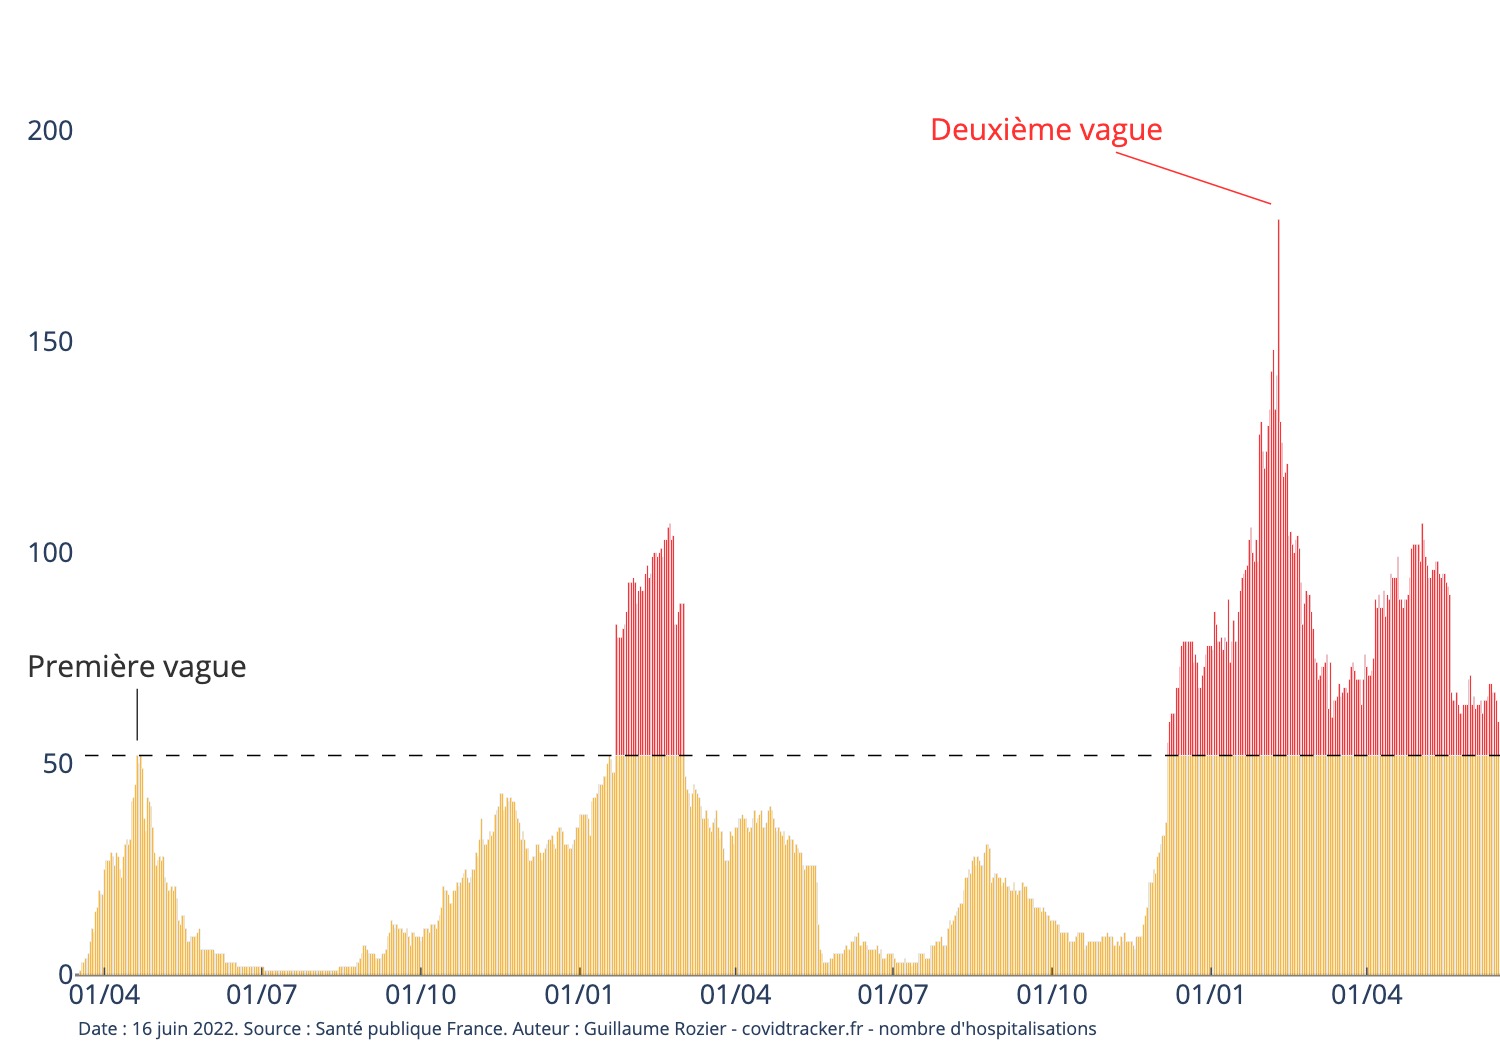 200
Deuxième vague
150
100
Première vague
50
0
01/04 01/07 01/10 01/01 01/04 01/07 01/10 01/01 01/04
Date : 16 juin 2022. Source : Santé publique France. Auteur : Guillaume Rozier - covidtracker.fr - nombre d'hospitalisations